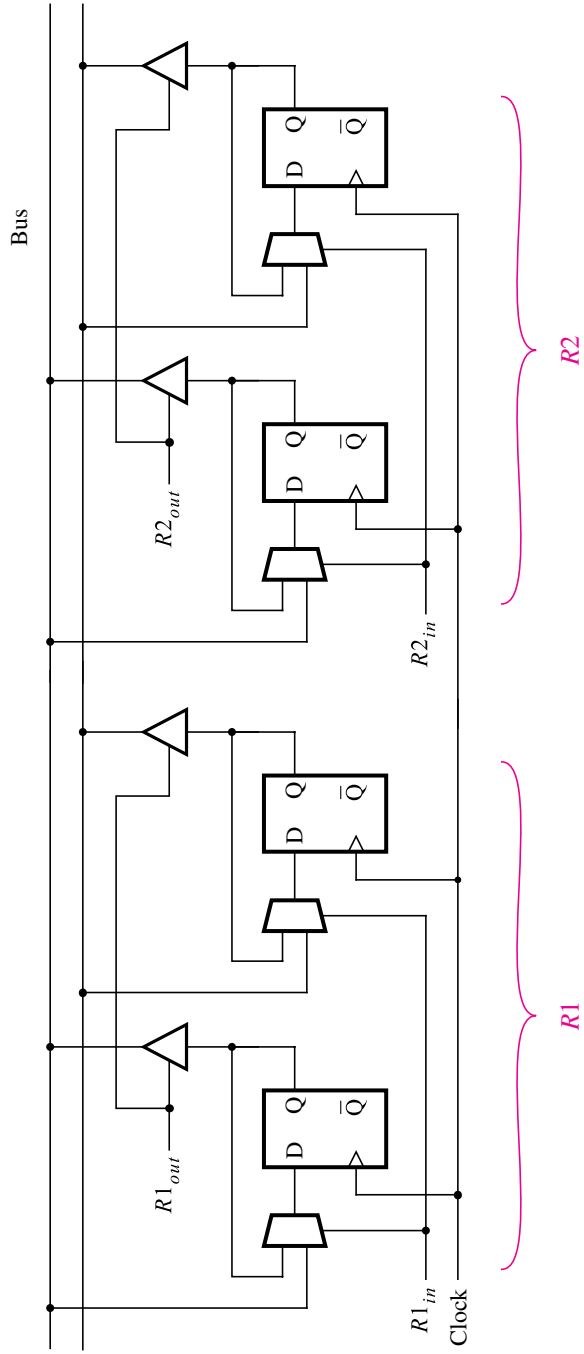 Bus
R1out
R2out
D Q
Q̅
D Q
Q̅
D Q
Q̅
D Q
Q̅
R1in
R2in
Clock
R1
R2